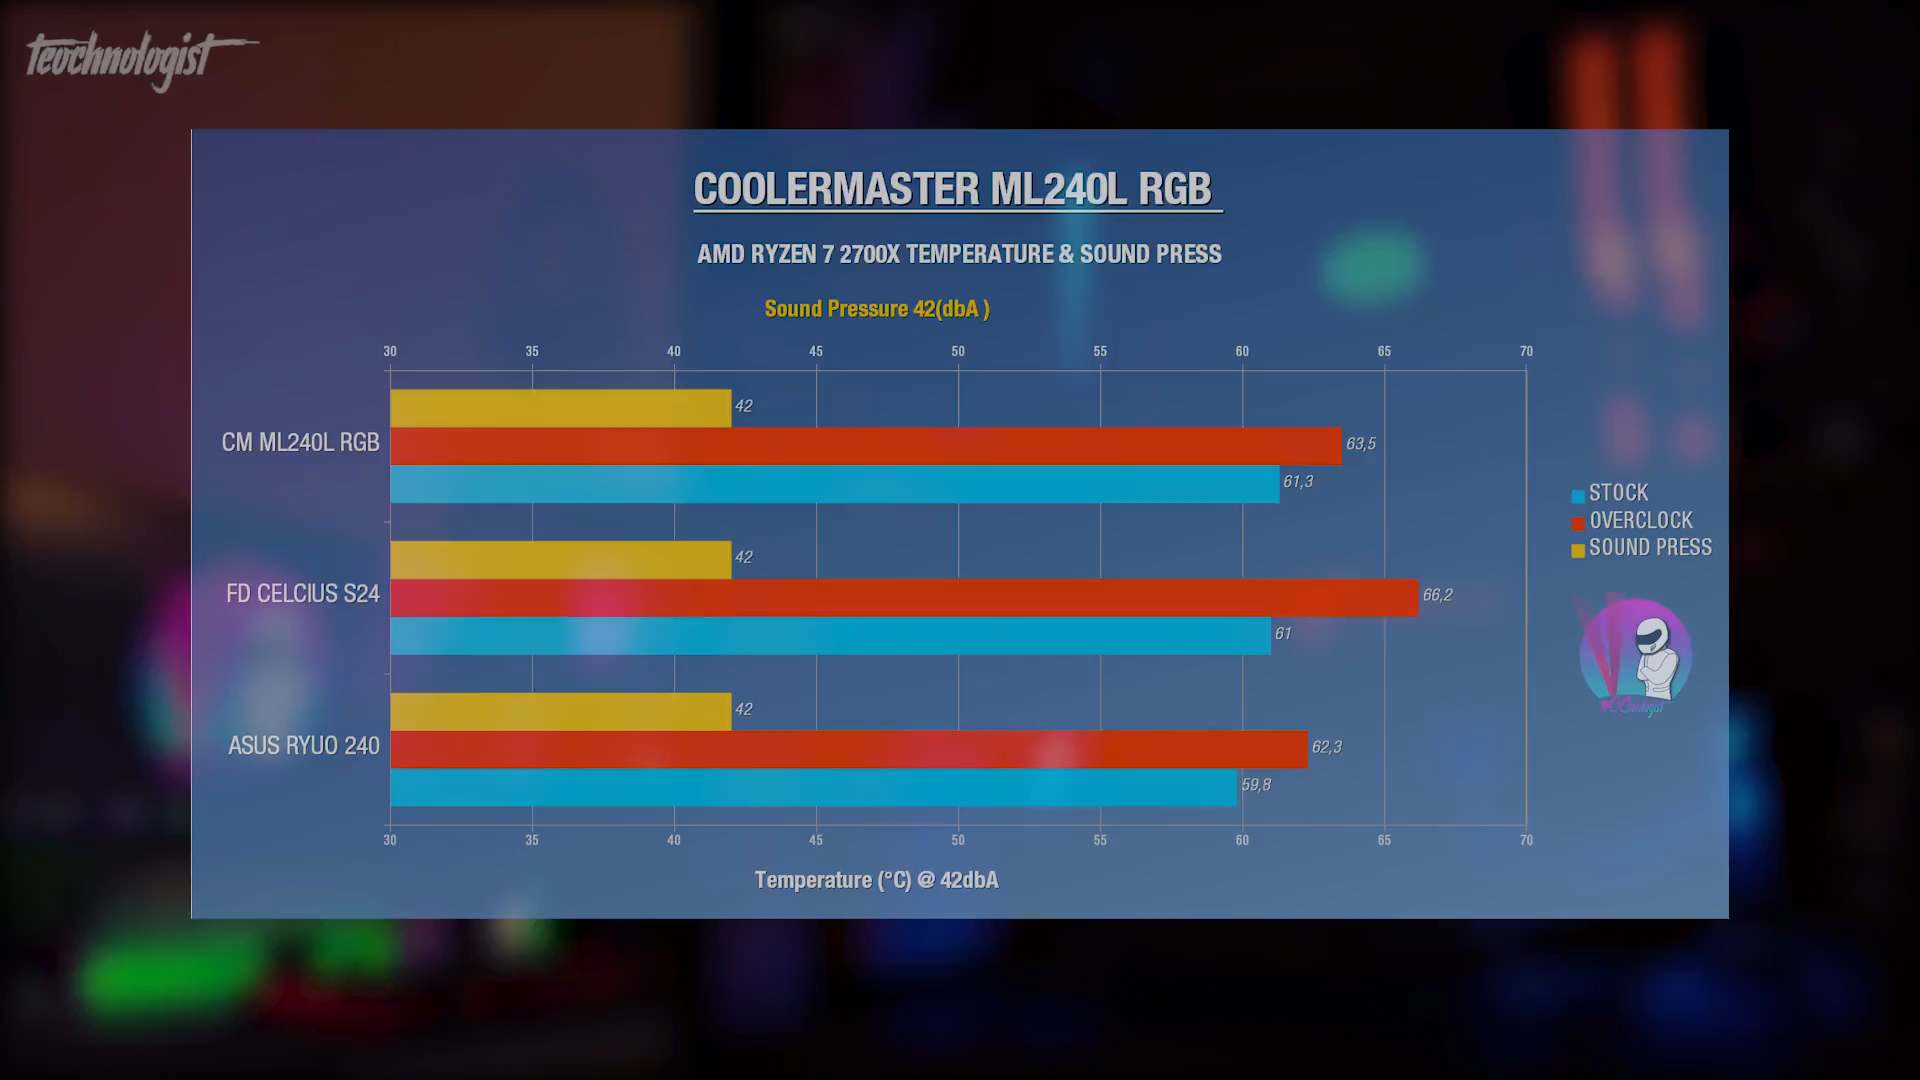 Teochnologist
COOLERMASTER ML240L RGB
AMD RYZEN 7 2700X TEMPERATURE & SOUND PRESS
Sound Pressure 42(dbA )
30 35 40 45 50 55 60 65 70
42
CM ML240L RGB
63,5
61,3
42
FD CELCIUS S24
66,2
61
42
ASUS RYUO 240
62,3
59,8
30 35 40 45 50 55 60 65 70
Temperature (°C) @ 42dbA
STOCK
OVERCLOCK
SOUND PRESS